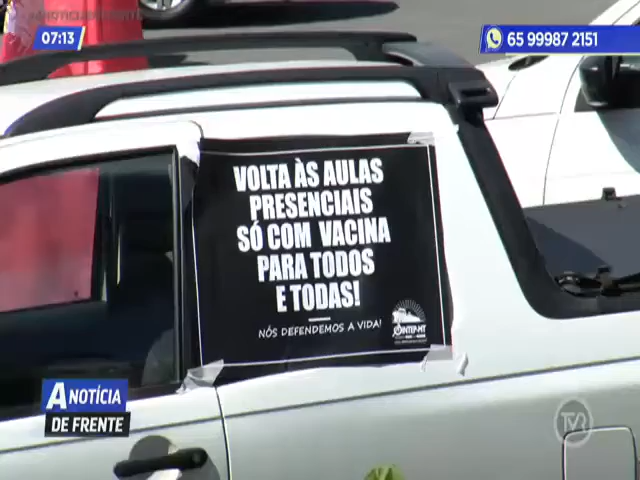 07:13
65 99987 2151
VOLTA ÀS AULAS
PRESENCIAIS
SÓ COM VACINA
PARA TODOS
E TODAS!
NÓS DEFENDEMOS A VIDA!
SINTEP-MT
A NOTÍCIA
DE FRENTE